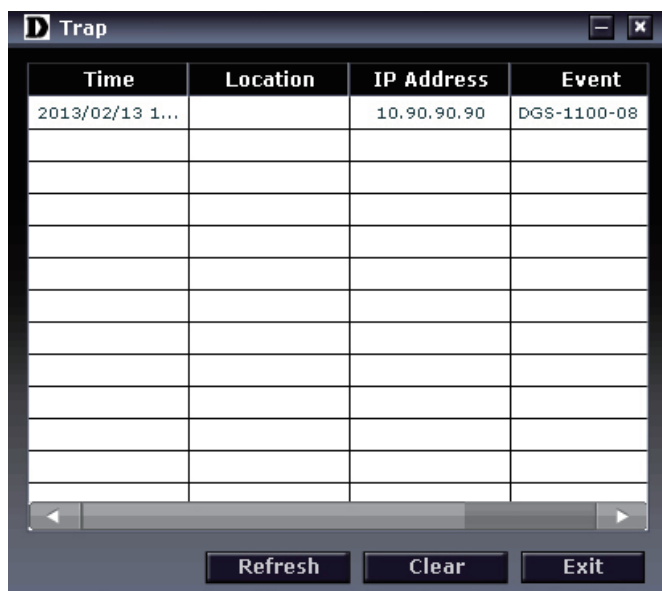 D Trap
Time Location IP Address Event
2013/02/13 1... 10.90.90.90 DGS-1100-08
Refresh Clear Exit